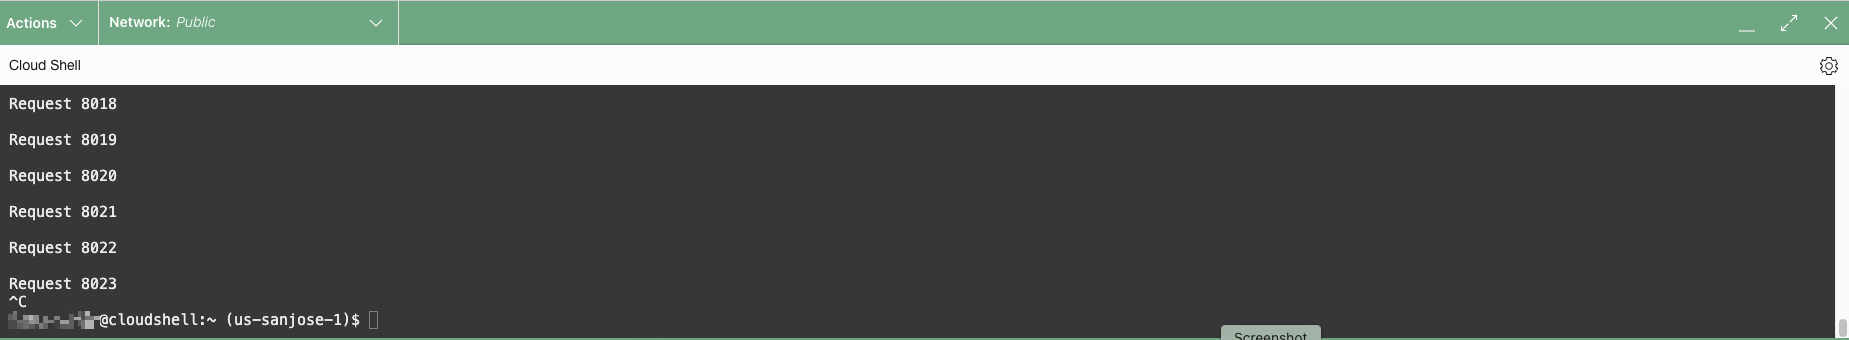 Actions
Network: Public
Cloud Shell
Request 8018
Request 8019
Request 8020
Request 8021
Request 8022
Request 8023
^C
@cloudshell:~ (us-sanjose-1)$
Screenshot